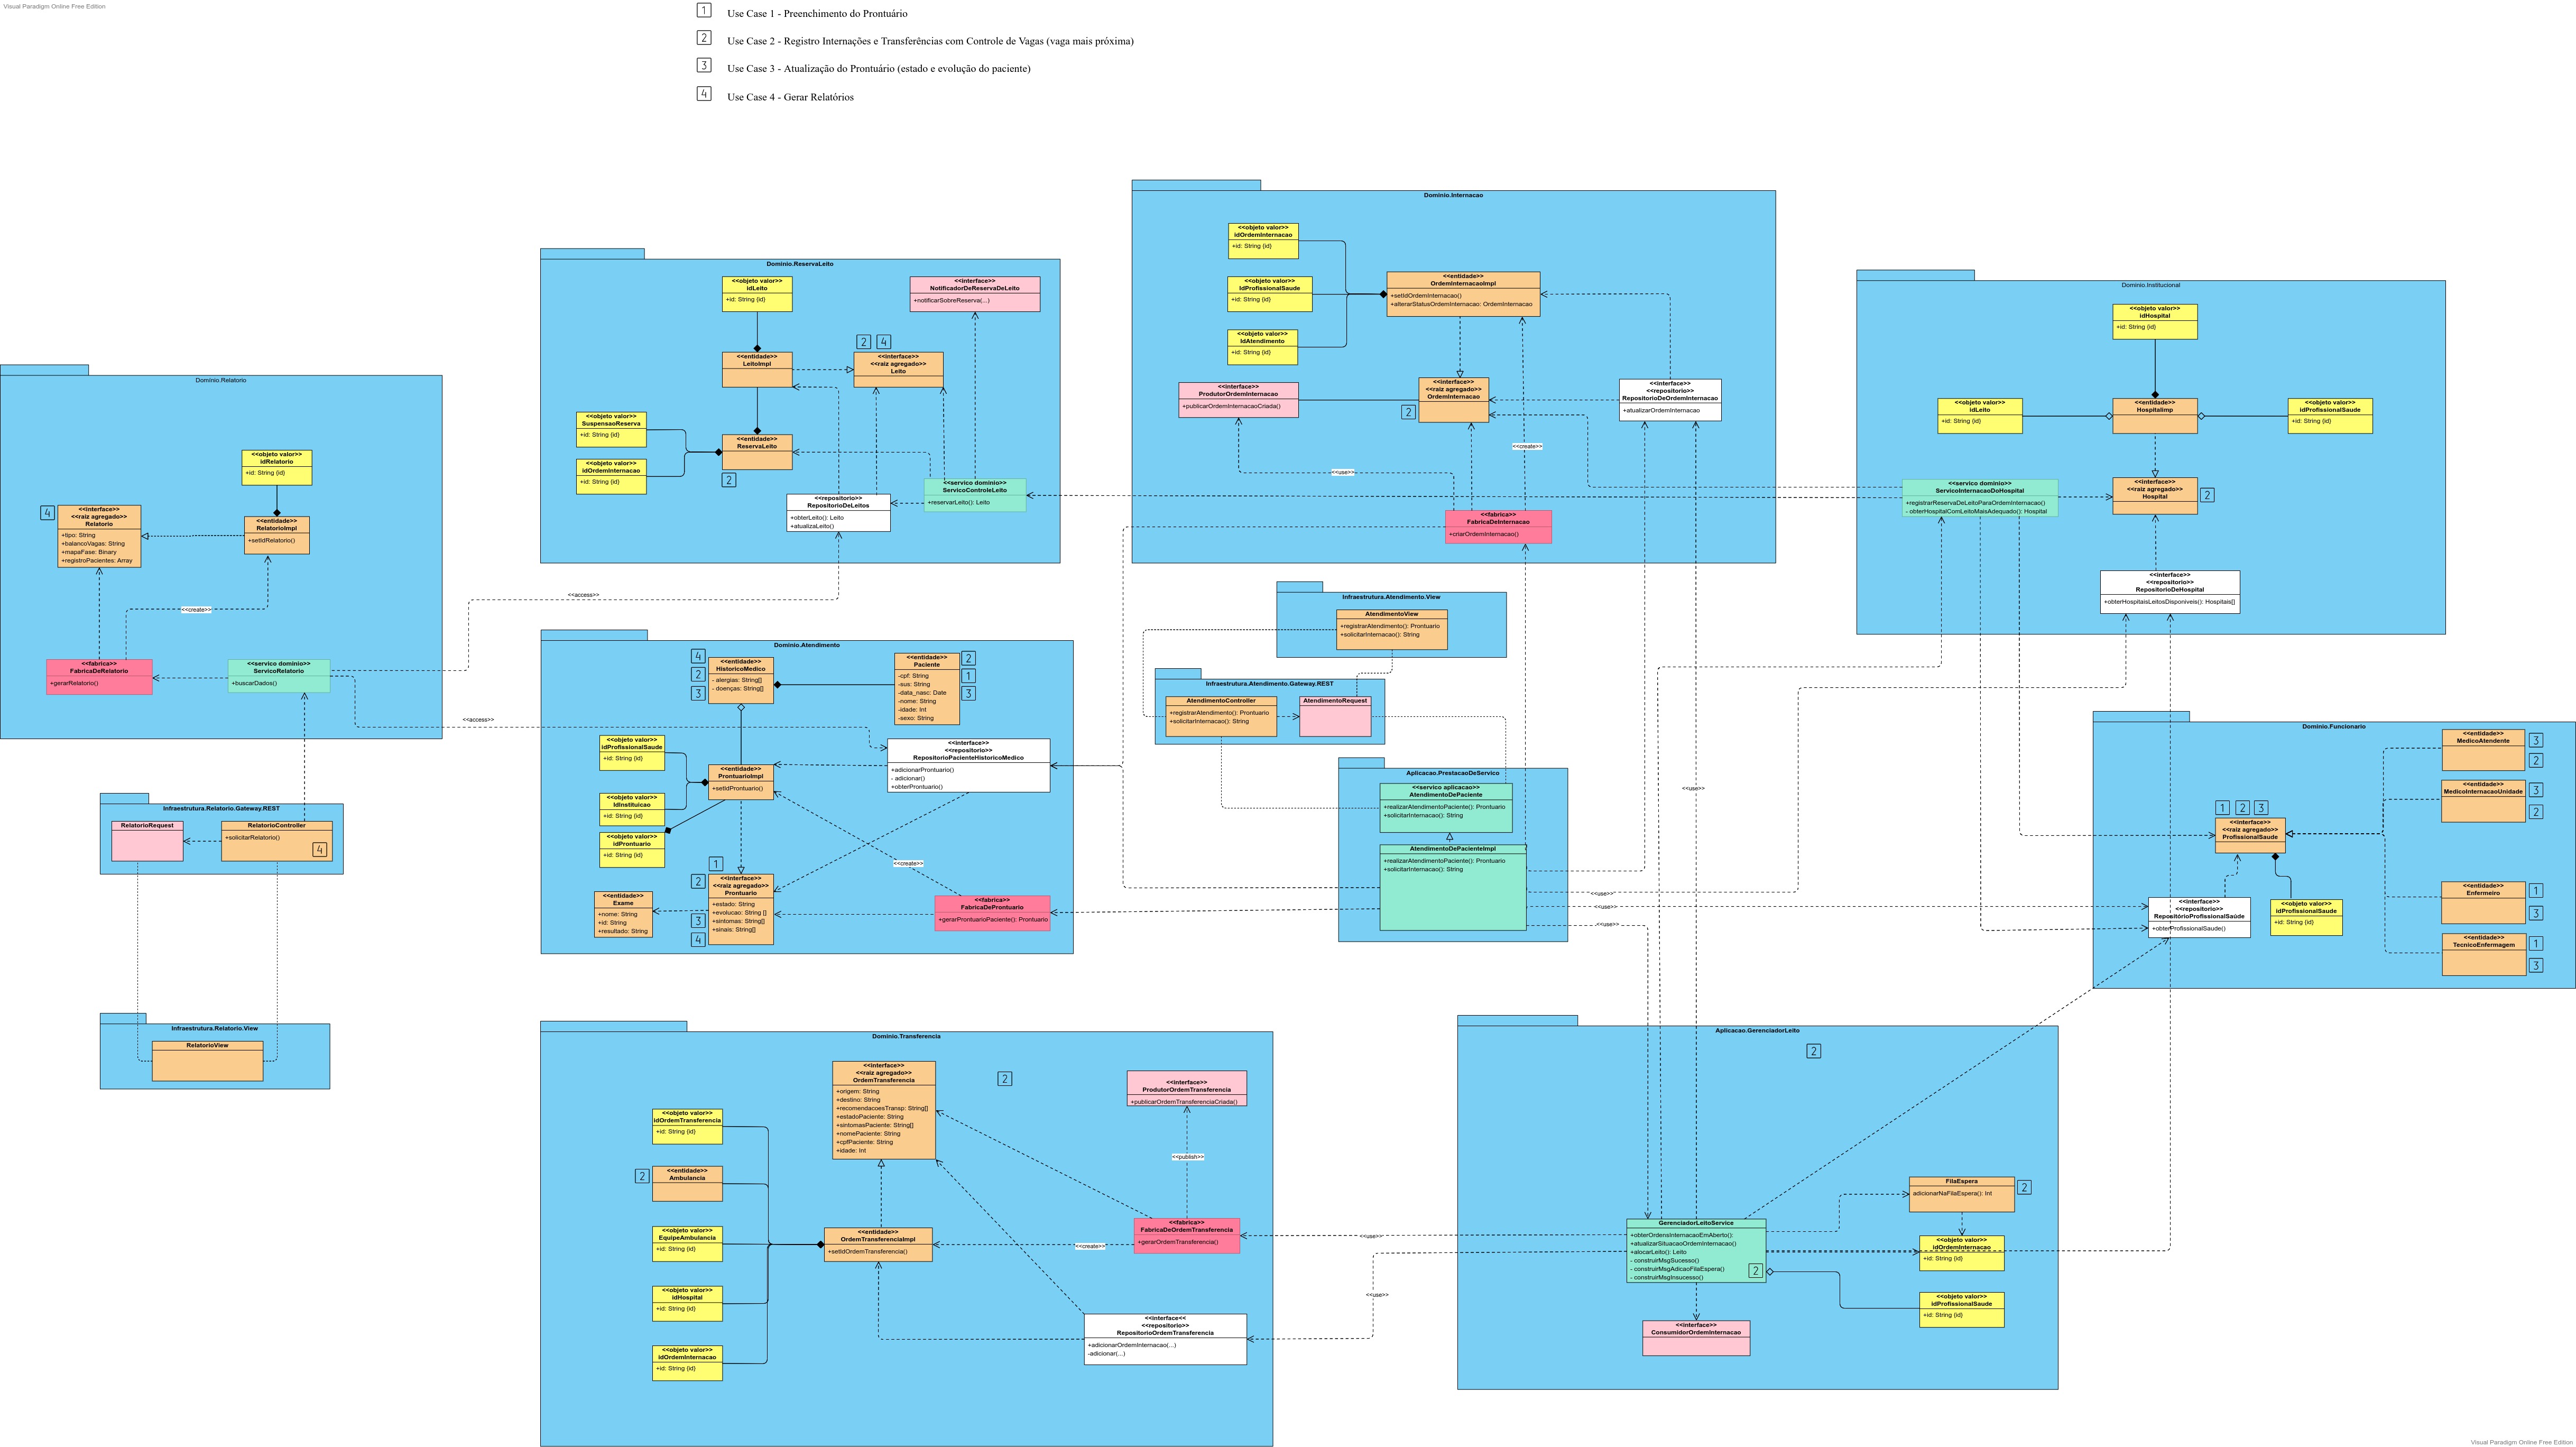 Visual Paradigm Online Free Edition
1 Use Case 1 - Preenchimento do Prontuário
2 Use Case 2 - Registro Internações e Transferências com Controle de Vagas (vaga mais próxima)
3 Use Case 3 - Atualização do Prontuário (estado e evolução do paciente)
4 Use Case 4 - Gerar Relatórios
Dominio.Relatorio
<<objeto valor>>
idRelatorio
+id: String {id}
4
<<interface>>
<<raiz agregado>>
Relatorio
+tipo: String
+balancoVagas: String
+mapaFase: Binary
+registroPacientes: Array
<<entidade>>
RelatorioImpl
+setIdRelatorio()
<<create>>
<<fabrica>>
FabricaDeRelatorio
+gerarRelatorio()
<<servico dominio>>
ServicoRelatorio
+buscarDados()
<<access>>
<<access>>
Infraestrutura.Relatorio.Gateway.REST
RelatorioRequest
RelatorioController
+solicitarRelatorio()
4
Infraestrutura.Relatorio.View
RelatorioView
Dominio.ReservaLeito
<<objeto valor>>
idLeito
+id: String {id}
<<interface>>
NotificadorDeReservaDeLeito
+notificarSobreReserva(...)
2 4
<<entidade>>
LeitoImpl
<<interface>>
<<raiz agregado>>
Leito
<<objeto valor>>
SuspensaoReserva
+id: String {id}
<<entidade>>
ReservaLeito
2
<<objeto valor>>
idOrdemInternacao
+id: String {id}
<<repositorio>>
RepositorioDeLeitos
+obterLeito(): Leito
+atualizaLeito()
<<servico dominio>>
ServicoControleLeito
+reservarLeito(): Leito
Dominio.Internacao
<<objeto valor>>
idOrdemInternacao
+id: String {id}
<<objeto valor>>
IdProfissionalSaude
+id: String {id}
<<objeto valor>>
IdAtendimento
+id: String {id}
<<entidade>>
OrdemInternacaoImpl
+setIdOrdemInternacao()
+alterarStatusOrdemInternacao: OrdemInternacao
<<interface>>
ProdutorOrdemInternacao
+publicarOrdemInternacaoCriada()
<<interface>>
<<raiz agregado>>
OrdemInternacao
2
<<interface>>
<<repositorio>>
RepositorioDeOrdemInternacao
+atualizarOrdemInternacao
<<create>>
<<use>>
<<fabrica>>
FabricaDeInternacao
+criarOrdemInternacao()
Dominio.Institucional
<<objeto valor>>
idHospital
+id: String {id}
<<objeto valor>>
idLeito
+id: String {id}
<<entidade>>
HospitalImp
<<objeto valor>>
idProfissionalSaude
+id: String {id}
<<servico domínio>>
ServicoInternacaoDoHospital
+registrarReservaDeLeitoParaOrdemInternacao()
- obterHospitalComLeitoMaisAdequado(): Hospital
<<interface>>
<<raiz agregado>>
Hospital
2
<<interface>>
<<repositorio>>
RepositorioDeHospital
+obterHospitaisLeitosDisponiveis(): Hospitais[]
Dominio.Atendimento
4
2
3
<<entidade>>
HistoricoMedico
- alergias: String[]
- doenças: String[]
<<entidade>>
Paciente
-cpf: String
-sus: String
-data_nasc: Date
-nome: String
-idade: Int
-sexo: String
2
1
3
<<objeto valor>>
idProfissionalSaude
+id: String {id}
<<objeto valor>>
IdInstituicao
+id: String {id}
<<objeto valor>>
idProntuario
+id: String {id}
<<entidade>>
ProntuarioImpl
+setIdProntuario()
<<interface>>
<<repositorio>>
RepositorioPacienteHistoricoMedico
+adicionarProntuario()
- adicionar()
+obterProntuario()
<<create>>
<<entidade>>
Exame
+nome: String
+id: String
+resultado: String
1
2
3
4
<<interface>>
<<raiz agregado>>
Prontuario
+estado: String
+evolucao: String []
+sintomas: String[]
+sinais: String[]
<<fabrica>>
FabricaDeProntuario
+gerarProntuarioPaciente(): Prontuario
Infraestrutura.Atendimento.View
AtendimentoView
+registrarAtendimento(): Prontuario
+solicitarInternacao(): String
Infraestrutura.Atendimento.Gateway.REST
AtendimentoController
+registrarAtendimento(): Prontuario
+solicitarInternacao(): String
AtendimentoRequest
Aplicacao.PrestacaoDeServico
<<servico aplicacao>>
AtendimentoDePaciente
+realizarAtendimentoPaciente(): Prontuario
+solicitarInternacao(): String
AtendimentoDePacienteImpl
+realizarAtendimentoPaciente(): Prontuario
+solicitarInternacao(): String
<<use>>
<<use>>
<<use>>
<<use>>
Dominio.Funcionario
<<entidade>>
MedicoAtendente
3
2
<<entidade>>
MedicoInternacaoUnidade
3
2
1 2 3
<<interface>>
<<raiz agregado>>
ProfissionalSaude
<<entidade>>
Enfermeiro
1
3
<<entidade>>
TecnicoEnfermagem
1
3
<<interface>>
<<repositorio>>
RepositórioProfissionalSaúde
+obterProfissionalSaude()
<<objeto valor>>
idProfissionalSaude
+id: String {id}
Dominio.Transferencia
<<interface>>
<<raiz agregado>>
OrdemTransferencia
+origem: String
+destino: String
+recomendacoesTransp: String[]
+estadoPaciente: String
+sintomasPaciente: String[]
+nomePaciente: String
+cpfPaciente: String
+idade: Int
2
<<interface>>
ProdutorOrdemTransferencia
+publicarOrdemTransferenciaCriada()
<<objeto valor>>
idOrdemTransferencia
+id: String {id}
2
<<entidade>>
Ambulancia
<<objeto valor>>
EquipeAmbulancia
+id: String {id}
<<objeto valor>>
idHospital
+id: String {id}
<<objeto valor>>
idOrdemInternacao
+id: String {id}
<<entidade>>
OrdemTransferenciaImpl
+setIdOrdemTransferencia()
<<publish>>
<<create>>
<<fabrica>>
FabricaDeOrdemTransferencia
+gerarOrdemTransferencia()
<<interface<<
<<repositorio>>
RepositorioOrdemTransferencia
+adicionarOrdemInternacao(...)
-adicionar(...)
<<use>>
<<use>>
Aplicacao.GerenciadorLeito
2
GerenciadorLeitoService
+obterOrdensInternacaoEmAberto():
+atualizarSituacaoOrdemInternacao()
+alocarLeito(): Leito
- construirMsgSucesso()
- construirMsgAdicaoFilaEspera()
- construirMsgInsucesso()
2
FilaEspera
adicionarNaFilaEspera(): Int
2
<<objeto valor>>
idOrdemInternacao
+id: String {id}
<<objeto valor>>
idProfissionalSaude
+id: String {id}
<<interface>>
ConsumidorOrdemInternacao
Visual Paradigm Online Free Edition